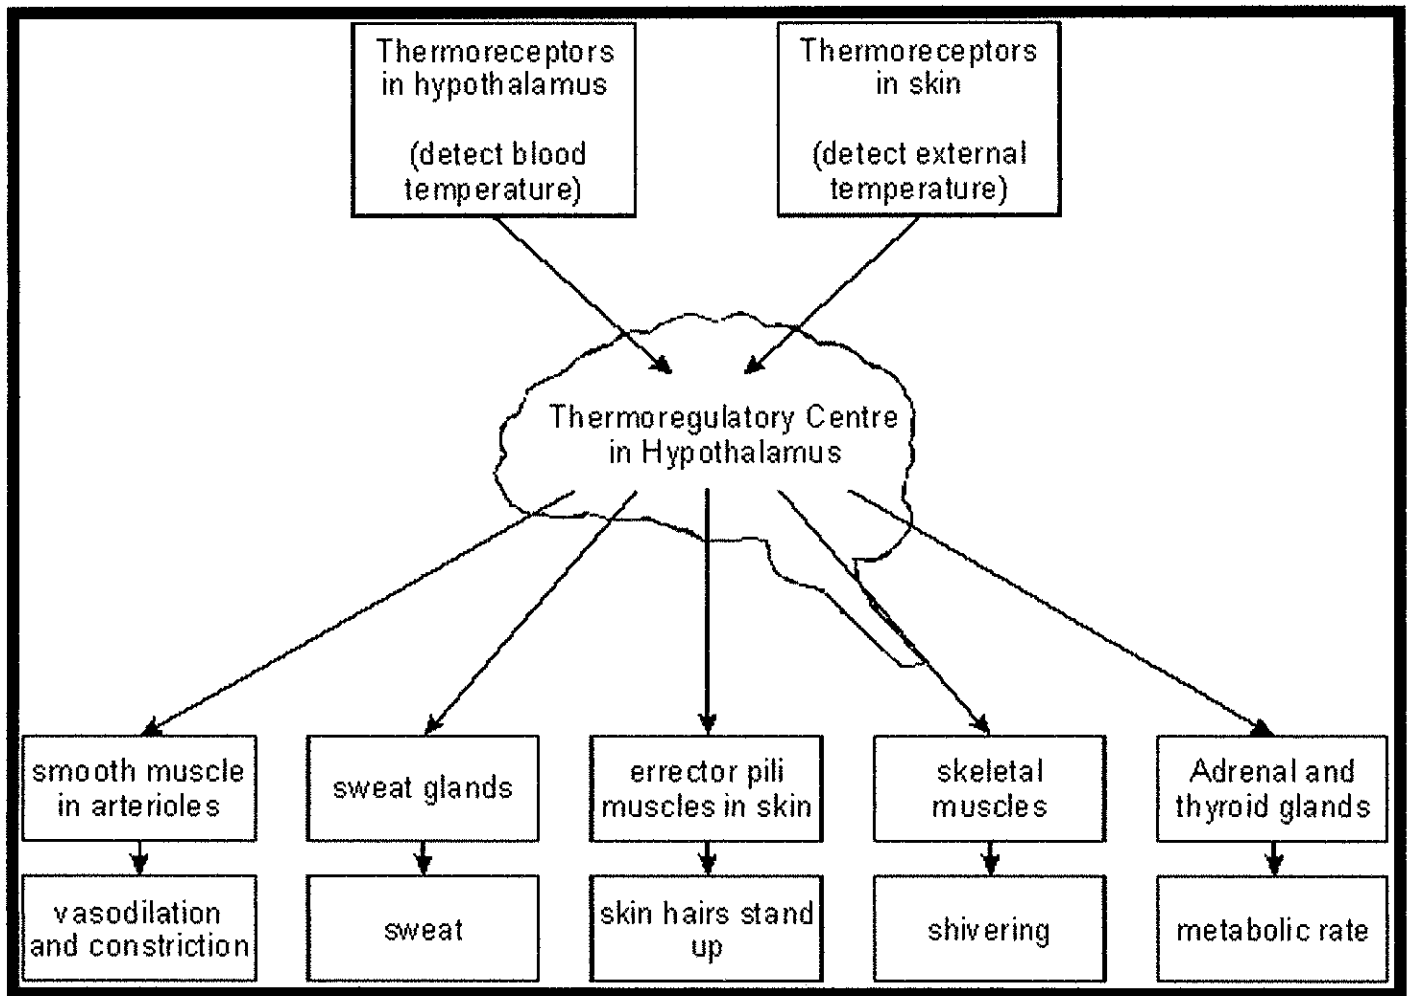 Thermoreceptors
in hypothalamus
(detect blood
temperature)
Thermoreceptors
in skin
(detect external
temperature)
Thermoregulatory Centre
in Hypothalamus
smooth muscle
in arterioles
sweat glands
errector pili
muscles in skin
skeletal
muscles
Adrenal and
thyroid glands
vasodilation
and constriction
sweat
skin hairs stand
up
shivering
metabolic rate